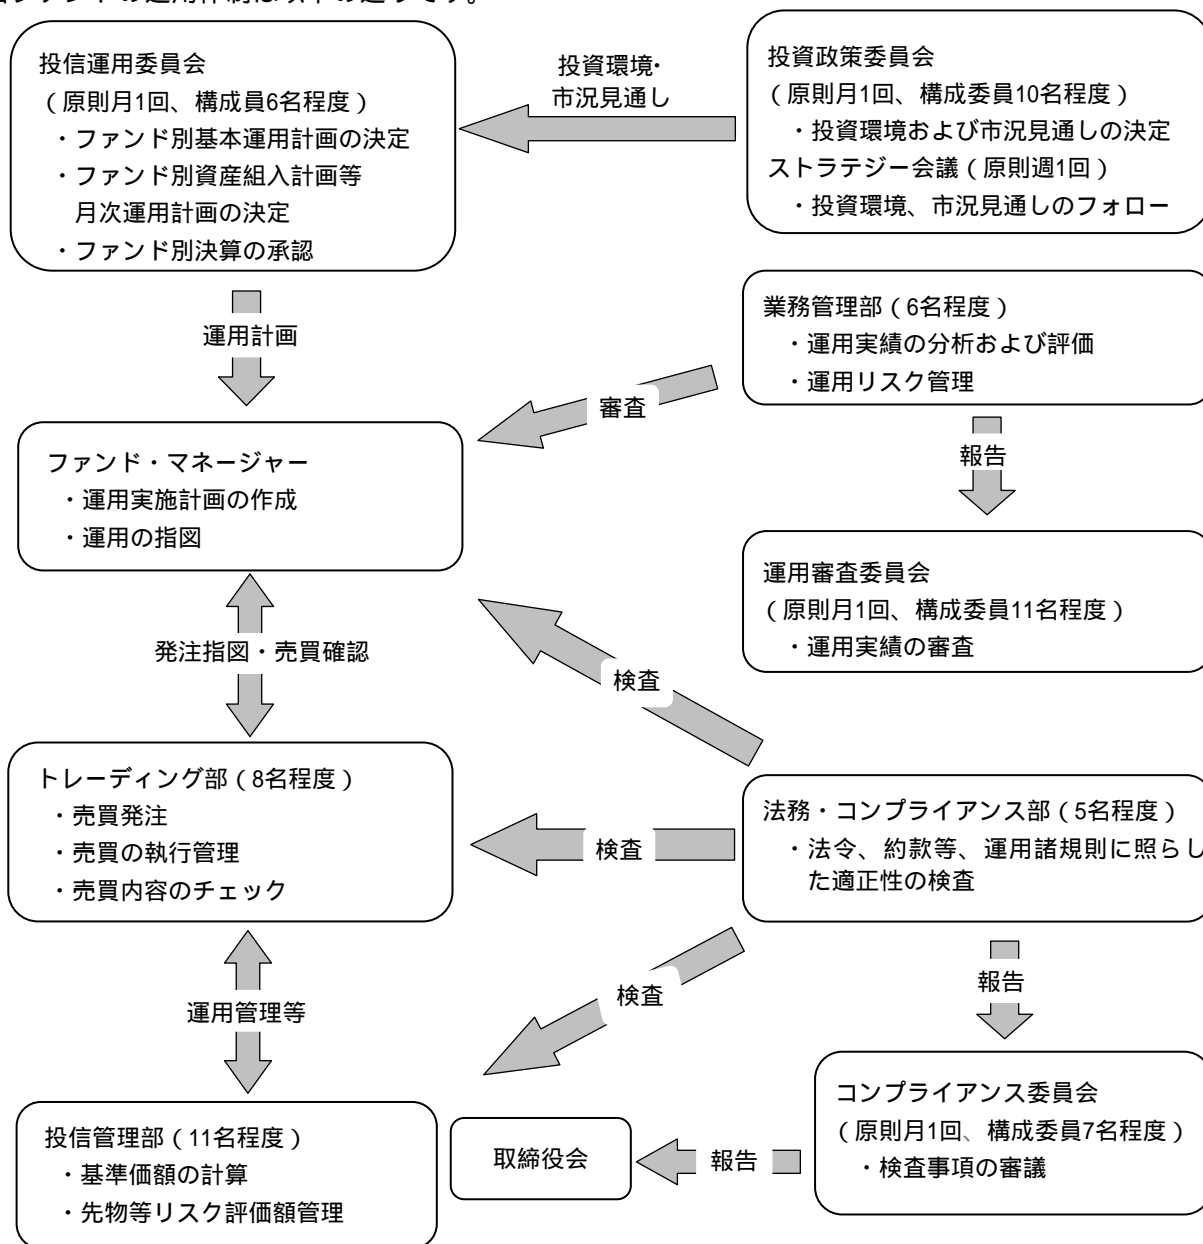 当ファンドの運用体制は以下の通りです。
投信運用委員会
（原則月1回、構成員6名程度）
・ファンド別基本運用計画の決定
・ファンド別資産組入計画等
月次運用計画の決定
・ファンド別決算の承認
投資環境・
市況見通し
投資政策委員会
（原則月1回、構成委員10名程度）
・投資環境および市況見通しの決定
ストラテジー会議（原則週1回）
・投資環境、市況見通しのフォロー
運用計画
業務管理部（6名程度）
・運用実績の分析および評価
・運用リスク管理
審査
報告
ファンド・マネージャー
・運用実施計画の作成
・運用の指図
運用審査委員会
（原則月1回、構成委員11名程度）
・運用実績の審査
発注指図・売買確認
検査
トレーディング部（8名程度）
・売買発注
・売買の執行管理
・売買内容のチェック
検査
法務・コンプライアンス部（5名程度）
・法令、約款等、運用諸規則に照らし
た適正性の検査
運用管理等
検査
報告
投信管理部（11名程度）
・基準価額の計算
・先物等リスク評価額管理
取締役会
報告
コンプライアンス委員会
（原則月1回、構成委員7名程度）
・検査事項の審議